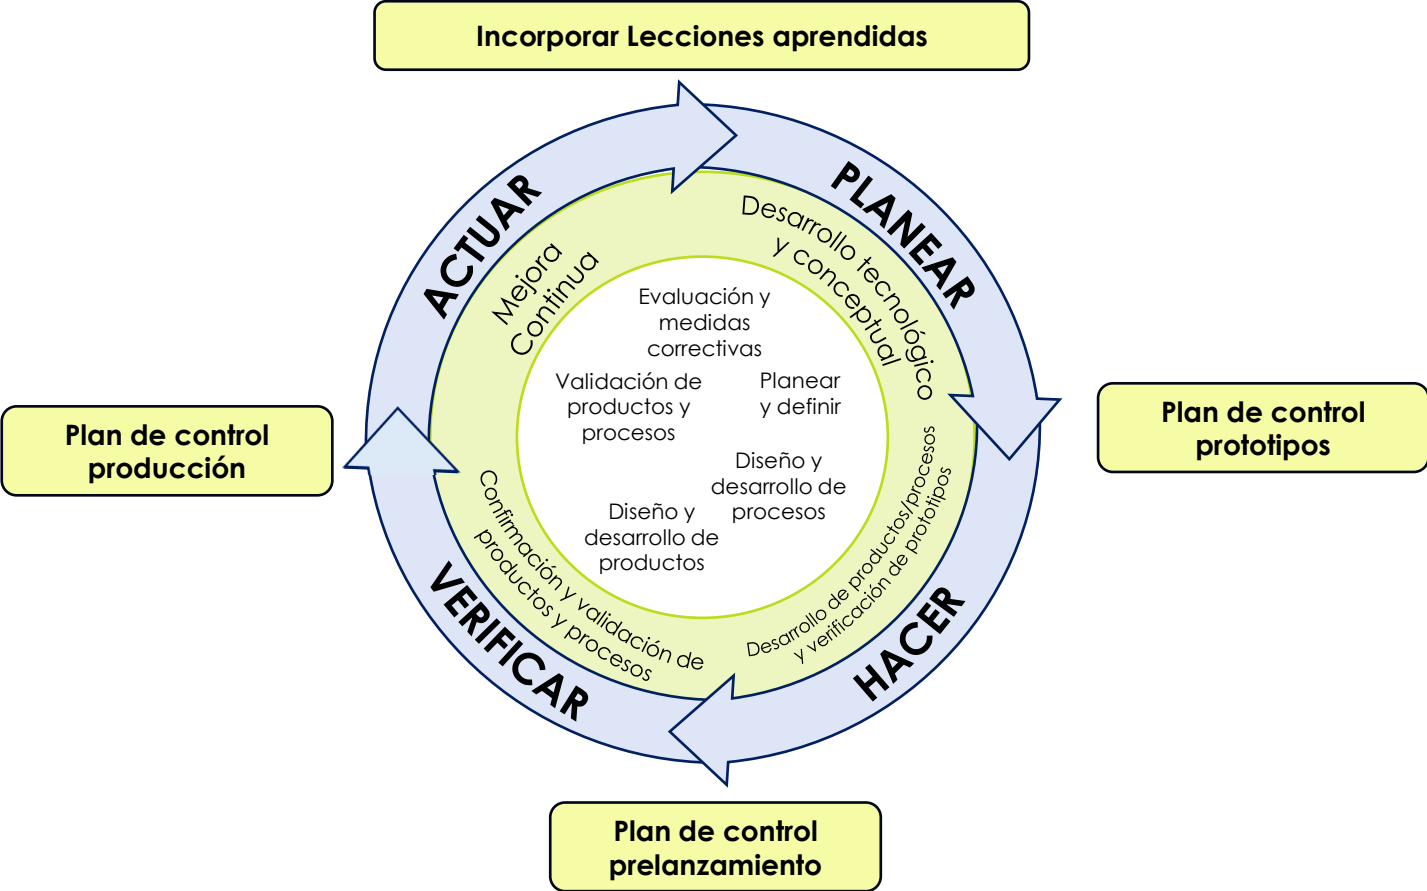 Incorporar Lecciones aprendidas
PLANEAR
Desarrollo tecnológico
y conceptual
Plan de control
prototipos
HACER
Desarrollo de productos/procesos
y verificación de prototipos
Plan de control
prelanzamiento
VERIFICAR
Confirmación y validación de
productos y procesos
Plan de control
producción
ACTUAR
Mejora
Continua
Evaluación y
medidas
correctivas
Planear
y definir
Diseño y
desarrollo de
procesos
Diseño y
desarrollo de
productos
Validación de
productos y
procesos